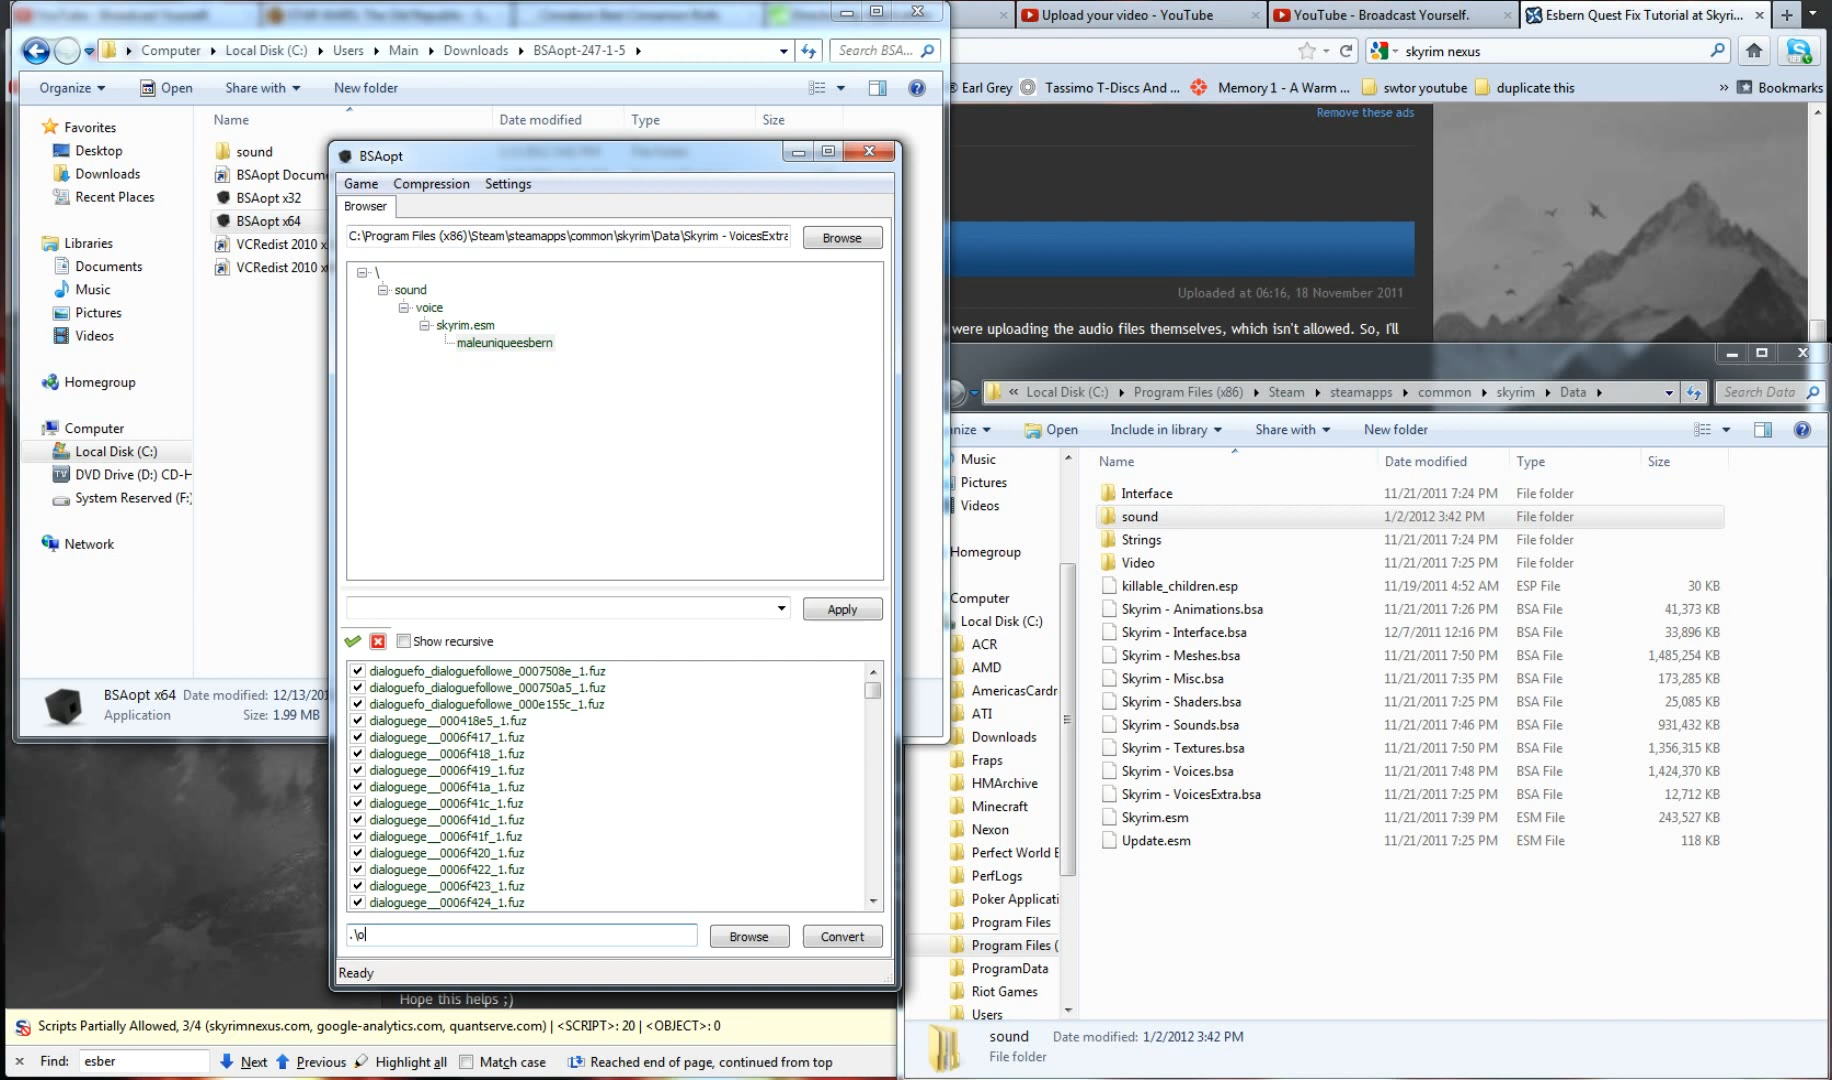 Upload your video - YouTube
YouTube - Broadcast Yourself.
Esbern Quest Fix Tutorial at Skyri...
Computer
Local Disk (C:)
Users
Main
Downloads
BSAopt-247-1-5
Search BSA...
skyrim nexus
Organize
Open
Share with
New folder
Earl Grey
Tassimo T-Discs And ...
Memory 1 - A Warm ...
swtor youtube
duplicate this
»
Bookmarks
Name
Date modified
Type
Size
Remove these ads
Favorites
Desktop
Downloads
Recent Places
Libraries
Documents
Music
Pictures
Videos
Homegroup
Computer
Local Disk (C:)
DVD Drive (D:) CD-H
System Reserved (F:)
Network
sound
BSAopt Docum
BSAopt x32
BSAopt x64
VCRedist 2010 x
VCRedist 2010 x
BSAopt x64
Date modified: 12/13/201
Application
Size: 1.99 MB
BSAopt
Game
Compression
Settings
Browser
C:\Program Files (x86)\Steam\steamapps\common\skyrim\Data\Skyrim - VoicesExtra
Browse
\
sound
voice
skyrim.esm
maleuniqueesbern
Apply
Show recursive
dialoguefo_dialoguefollowe_0007508e_1.fuz
dialoguefo_dialoguefollowe_000750a5_1.fuz
dialoguefo_dialoguefollowe_000e155c_1.fuz
dialoguege__000418e5_1.fuz
dialoguege__0006f417_1.fuz
dialoguege__0006f418_1.fuz
dialoguege__0006f419_1.fuz
dialoguege__0006f41a_1.fuz
dialoguege__0006f41c_1.fuz
dialoguege__0006f41d_1.fuz
dialoguege__0006f41f_1.fuz
dialoguege__0006f420_1.fuz
dialoguege__0006f422_1.fuz
dialoguege__0006f423_1.fuz
dialoguege__0006f424_1.fuz
.\o
Browse
Convert
Ready
Uploaded at 06:16, 18 November 2011
were uploading the audio files themselves, which isn't allowed. So, I'll
«
Local Disk (C:)
Program Files (x86)
Steam
steamapps
common
skyrim
Data
Search Data
nize
Open
Include in library
Share with
New folder
Music
Pictures
Videos
Homegroup
Computer
Local Disk (C:)
ACR
AMD
AmericasCardr
ATI
Downloads
Fraps
HMArchive
Minecraft
Nexon
Perfect World E
PerfLogs
Poker Applicati
Program Files
Program Files (
ProgramData
Riot Games
Users
Name
Date modified
Type
Size
Interface 11/21/2011 7:24 PM File folder
sound 1/2/2012 3:42 PM File folder
Strings 11/21/2011 7:24 PM File folder
Video 11/21/2011 7:25 PM File folder
killable_children.esp 11/19/2011 4:52 AM ESP File 30 KB
Skyrim - Animations.bsa 11/21/2011 7:26 PM BSA File 41,373 KB
Skyrim - Interface.bsa 12/7/2011 12:16 PM BSA File 33,896 KB
Skyrim - Meshes.bsa 11/21/2011 7:50 PM BSA File 1,485,254 KB
Skyrim - Misc.bsa 11/21/2011 7:35 PM BSA File 173,285 KB
Skyrim - Shaders.bsa 11/21/2011 7:25 PM BSA File 25,085 KB
Skyrim - Sounds.bsa 11/21/2011 7:46 PM BSA File 931,432 KB
Skyrim - Textures.bsa 11/21/2011 7:50 PM BSA File 1,356,315 KB
Skyrim - Voices.bsa 11/21/2011 7:48 PM BSA File 1,424,370 KB
Skyrim - VoicesExtra.bsa 11/21/2011 7:25 PM BSA File 12,712 KB
Skyrim.esm 11/21/2011 7:39 PM ESM File 243,527 KB
Update.esm 11/21/2011 7:25 PM ESM File 118 KB
sound
Date modified: 1/2/2012 3:42 PM
File folder
Hope this helps ;)
Scripts Partially Allowed, 3/4 (skyrimnexus.com, google-analytics.com, quantserve.com) | <SCRIPT>: 20 | <OBJECT>: 0
Find: esber
Next
Previous
Highlight all
Match case
Reached end of page, continued from top